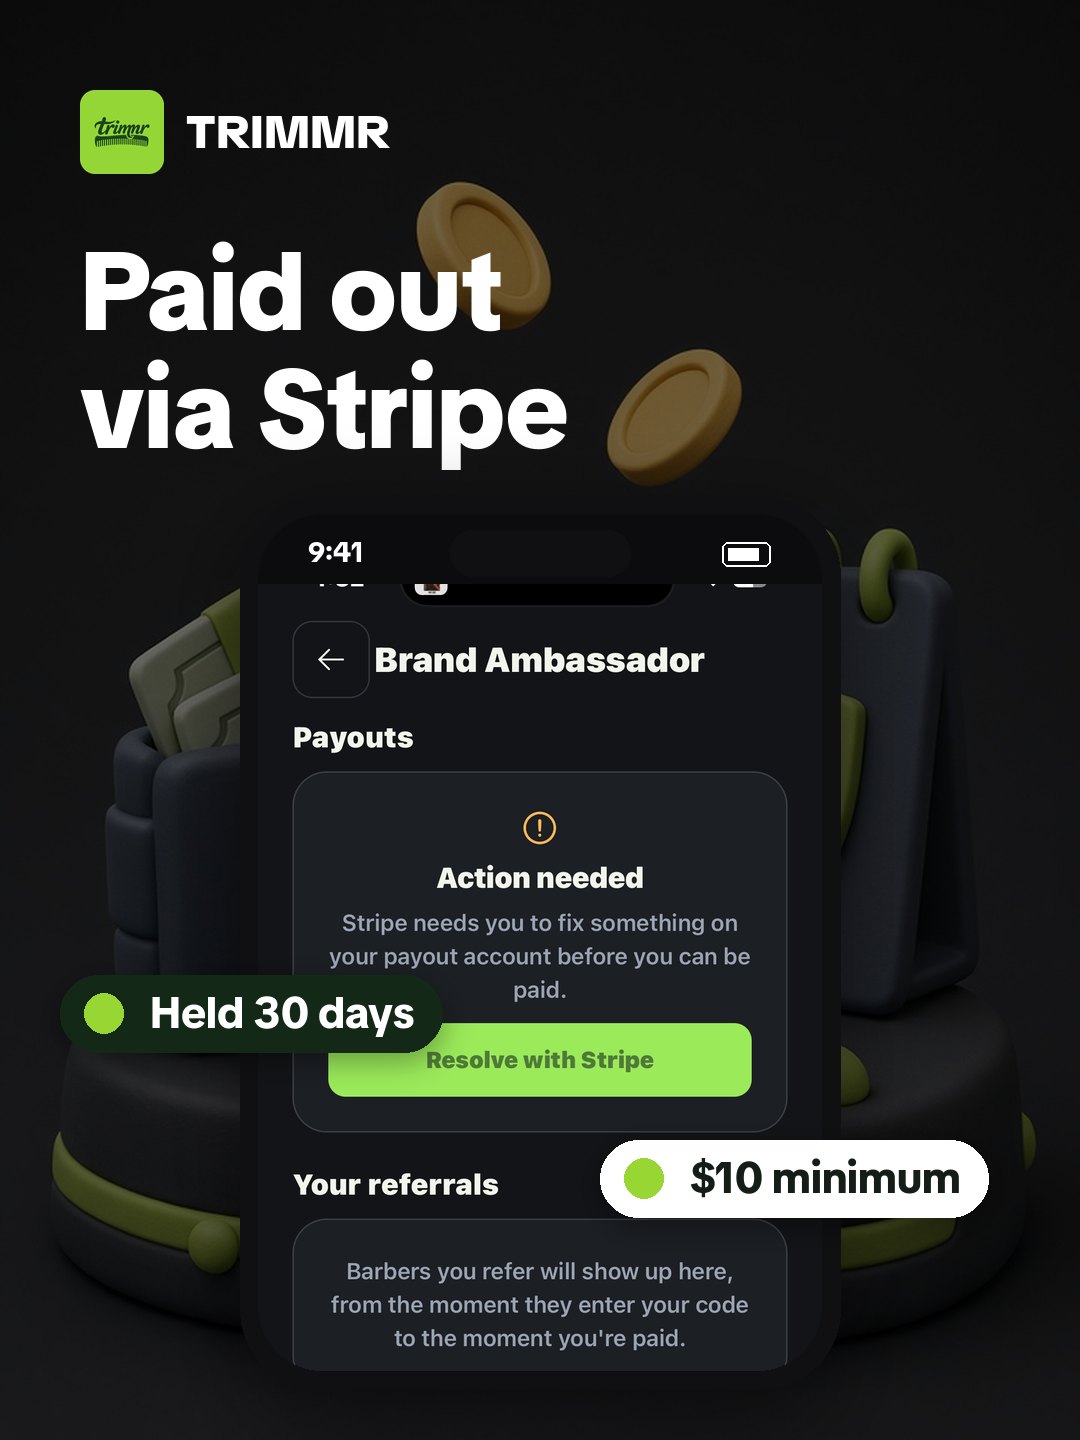 trimmr
TRIMMR
Paid out
via Stripe
9:41
Brand Ambassador
Payouts
Action needed
Stripe needs you to fix something on
your payout account before you can be
paid.
Held 30 days
Resolve with Stripe
$10 minimum
Your referrals
Barbers you refer will show up here,
from the moment they enter your code
to the moment you're paid.